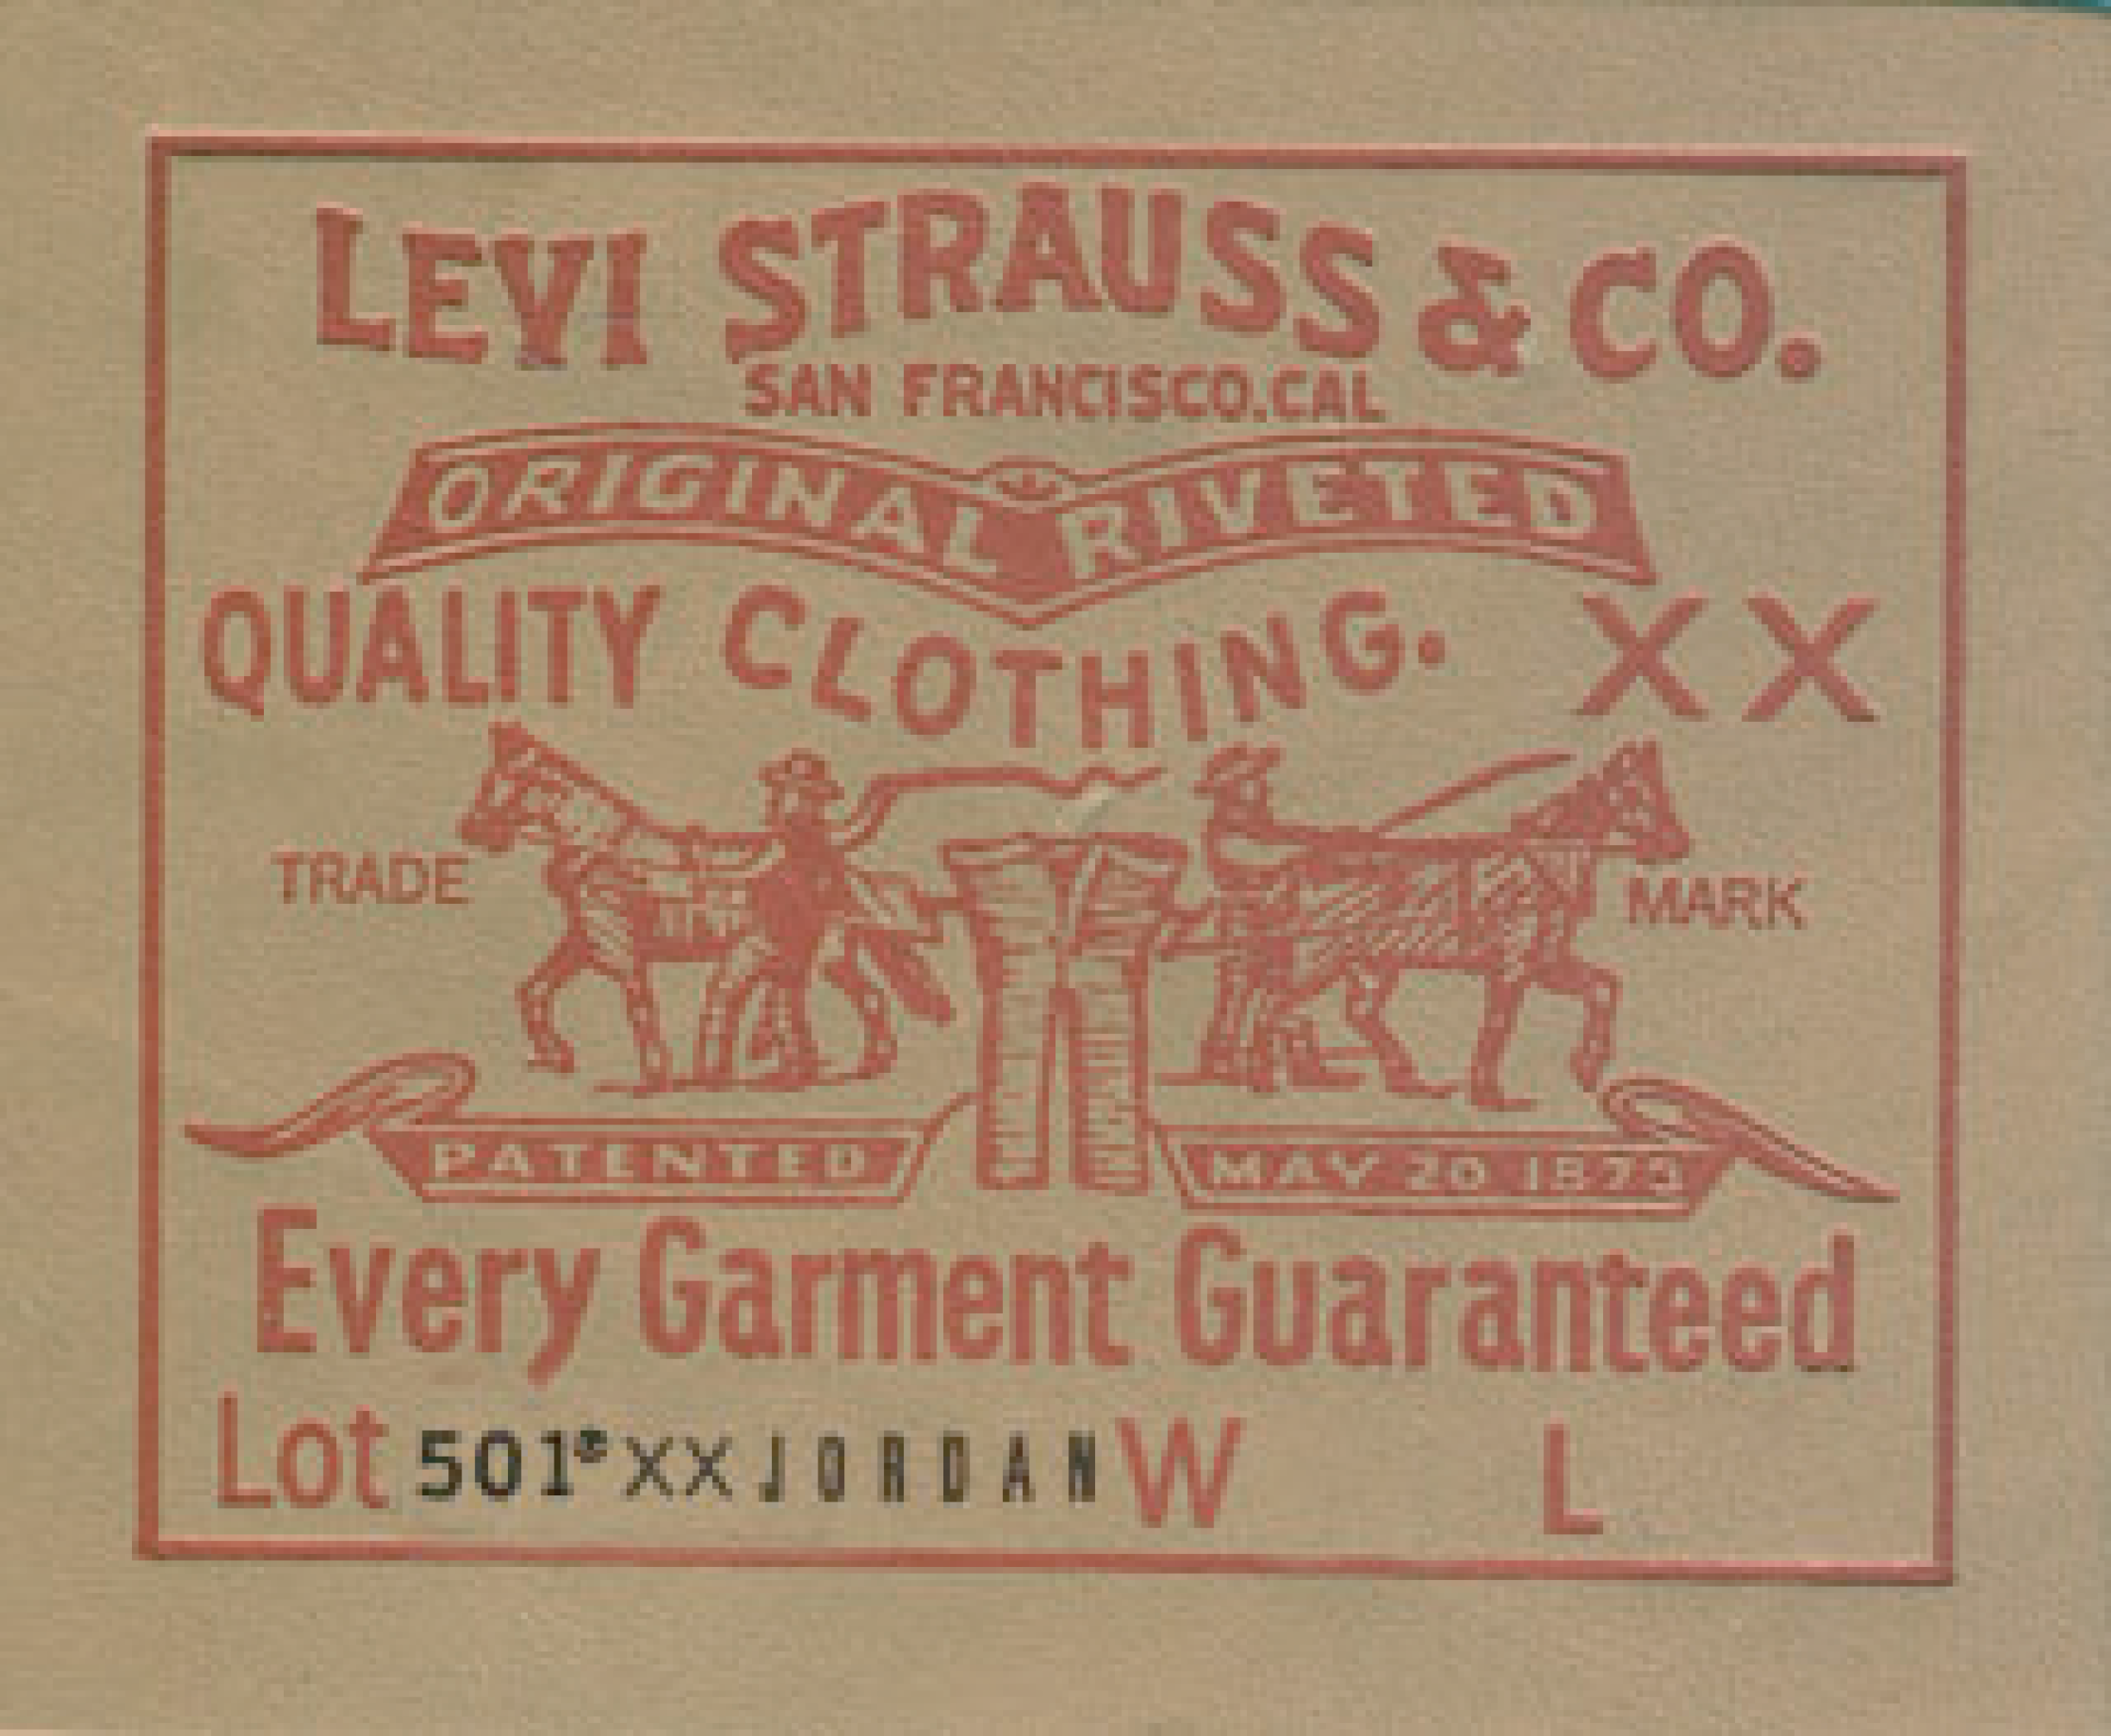 LEVI STRAUSS & CO.
SAN FRANCISCO.CAL
ORIGINAL RIVETED
QUALITY CLOTHING. XX
TRADE MARK
PATENTED MAY 20 1873
Every Garment Guaranteed
Lot 501® XX JORDAN W L